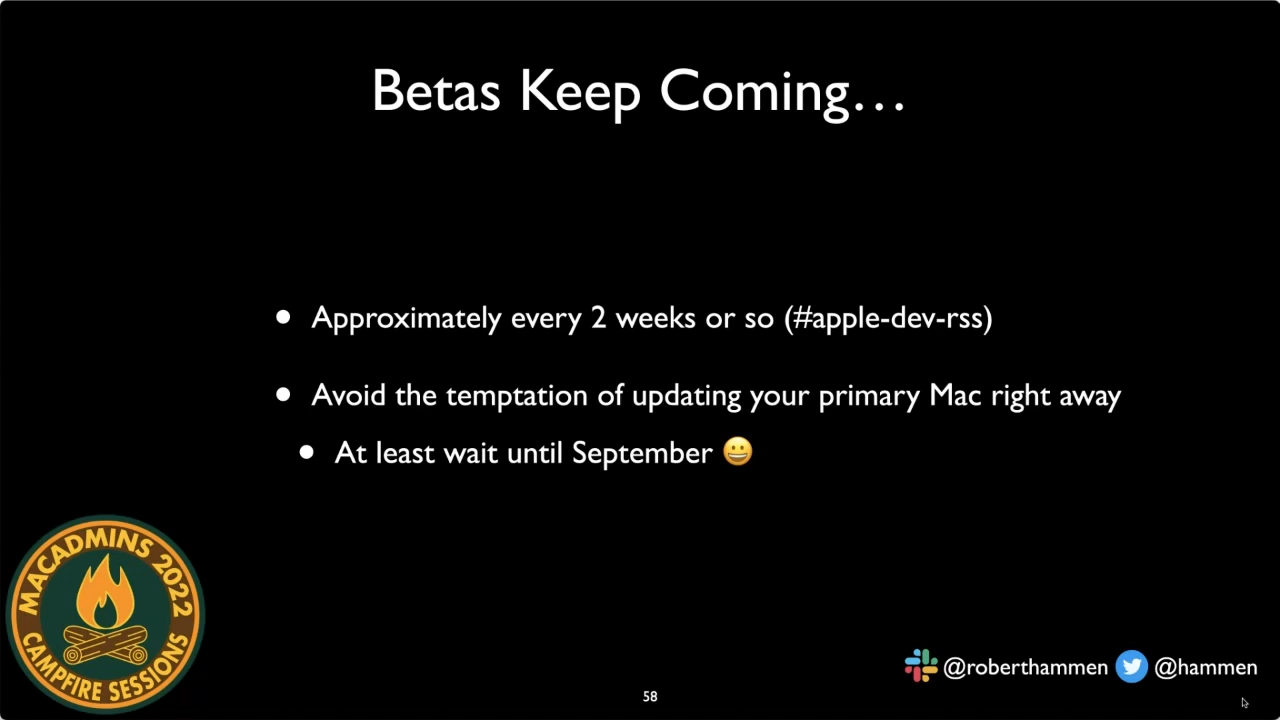 Betas Keep Coming…
• Approximately every 2 weeks or so (#apple-dev-rss)
• Avoid the temptation of updating your primary Mac right away
• At least wait until September 😀
MACADMINS 2022
CAMPFIRE SESSIONS
@roberthammen @hammen
58